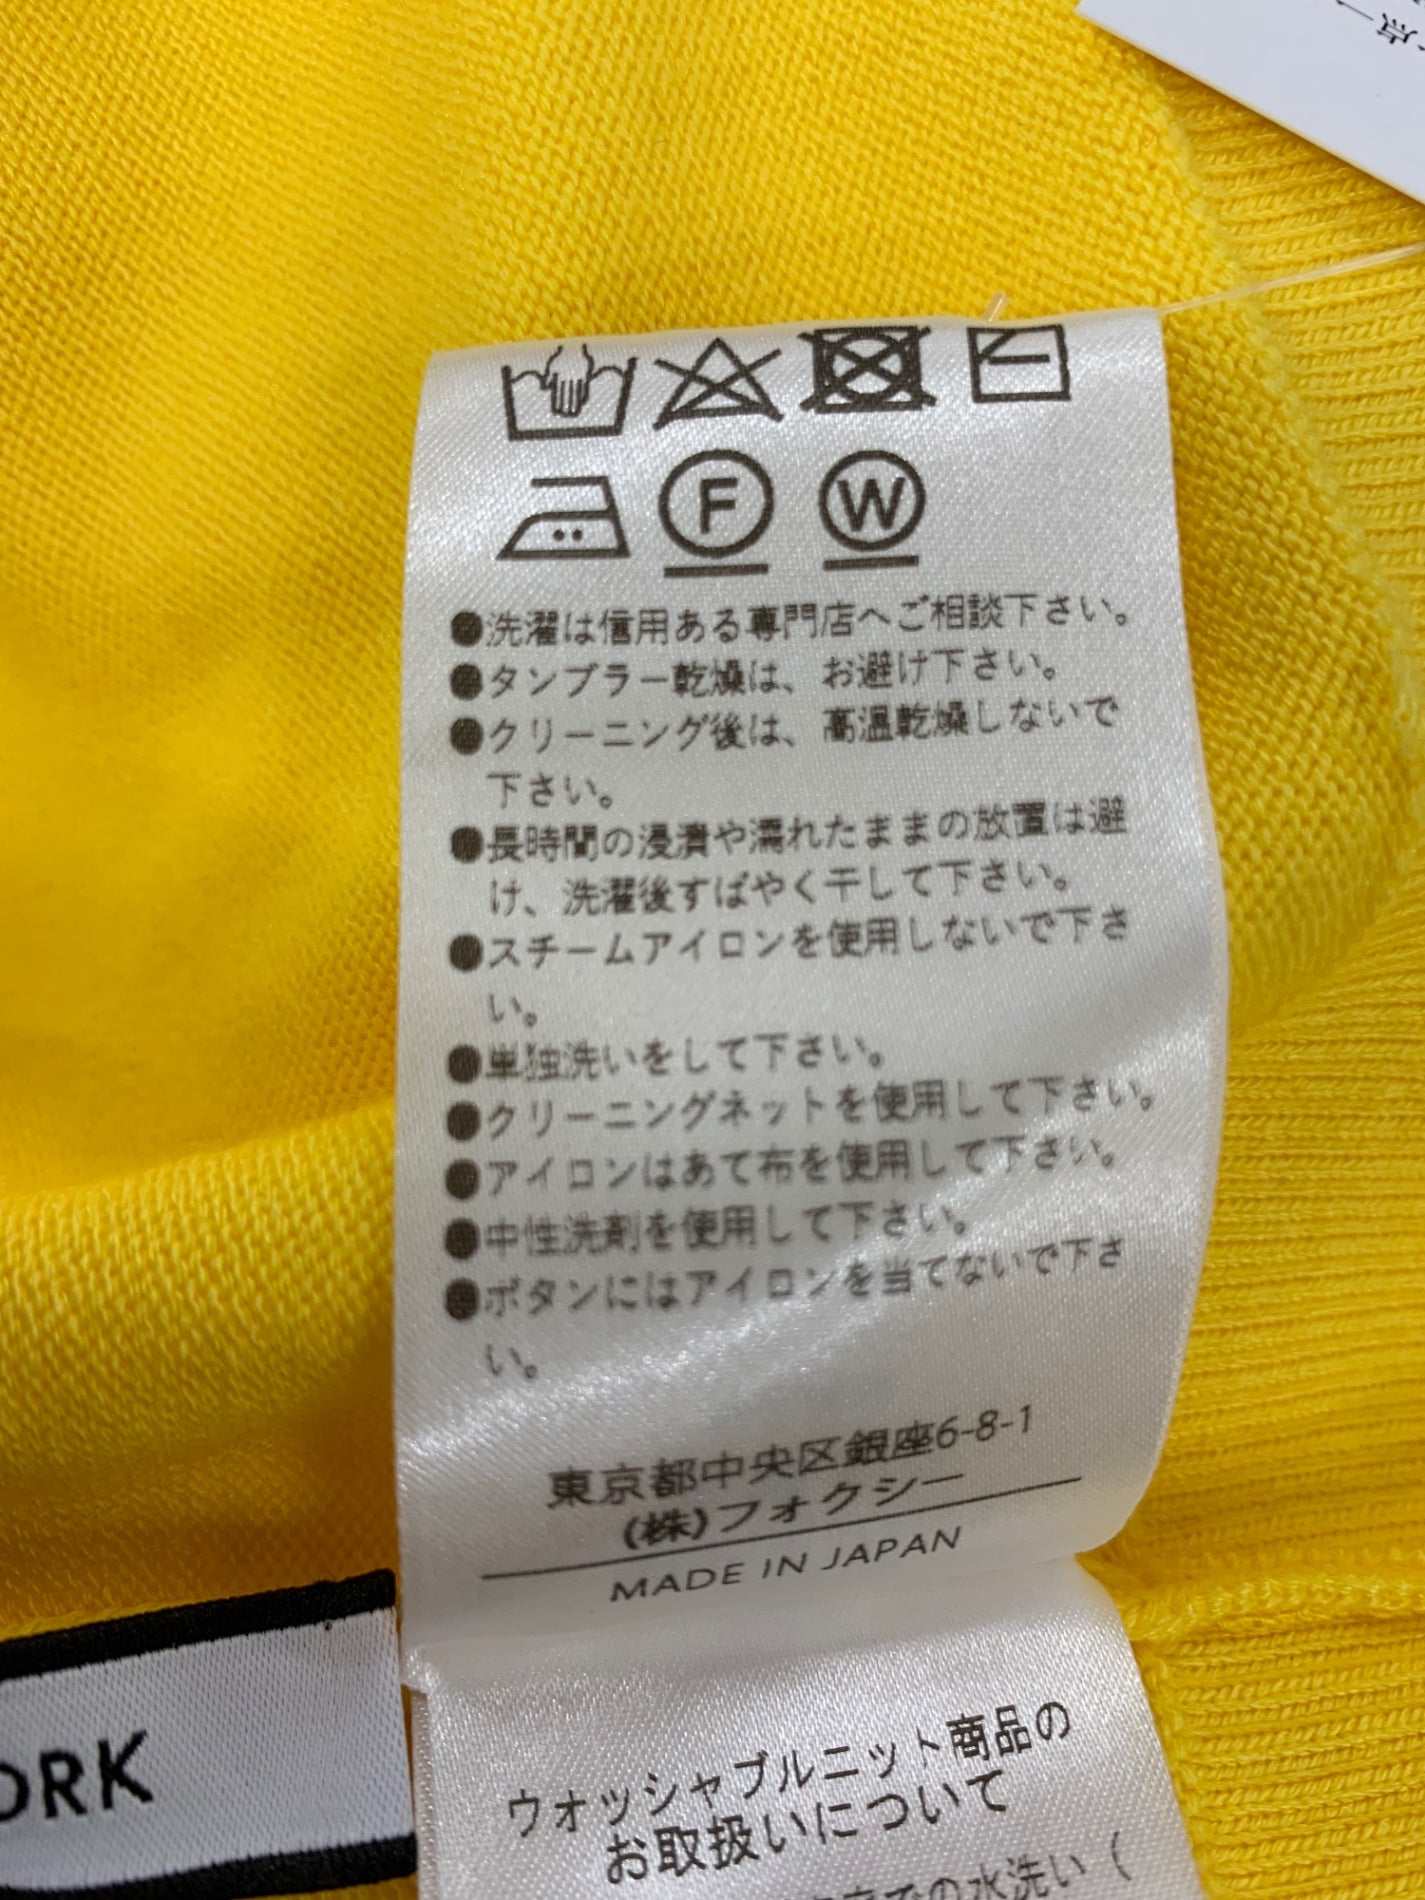 F W
●洗濯は信用ある専門店へご相談下さい。
●タンブラー乾燥は、お避け下さい。
●クリーニング後は、高温乾燥しないで
下さい。
●長時間の浸漬や濡れたままの放置は避
け、洗濯後すばやく干して下さい。
●スチームアイロンを使用しないで下さ
い。
●単独洗いをして下さい。
●クリーニングネットを使用して下さい。
●アイロンはあて布を使用して下さい。
●中性洗剤を使用して下さい。
●ボタンにはアイロンを当てないで下さ
い。
東京都中央区銀座6-8-1
(株)フォクシー
MADE IN JAPAN
ORK
ウォッシャブルニット商品の
お取扱いについて
での水洗い(